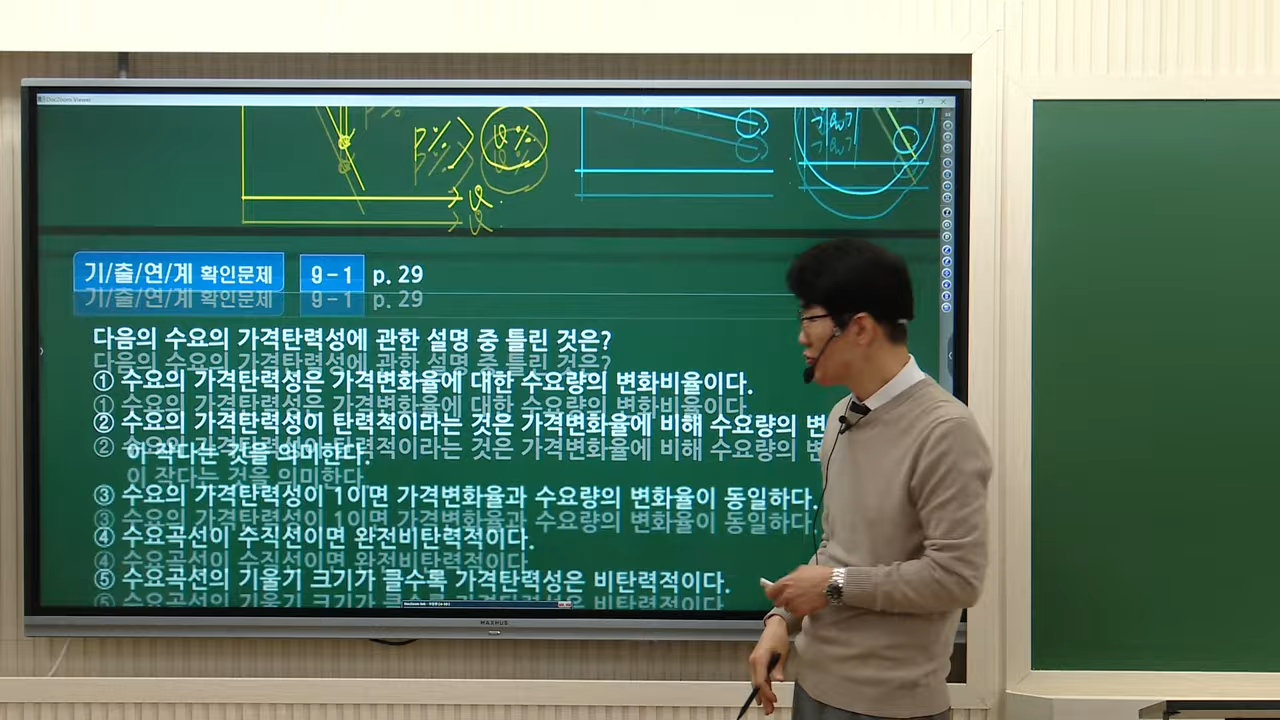 P% > Q%
Q
기/출/연/계 확인문제 9-1 p. 29
다음의 수요의 가격탄력성에 관한 설명 중 틀린 것은?
① 수요의 가격탄력성은 가격변화율에 대한 수요량의 변화비율이다.
② 수요의 가격탄력성이 탄력적이라는 것은 가격변화율에 비해 수요량의 변
이 작다는 것을 의미한다.
③ 수요의 가격탄력성이 1이면 가격변화율과 수요량의 변화율이 동일하다.
④ 수요곡선이 수직선이면 완전비탄력적이다.
⑤ 수요곡선의 기울기 크기가 클수록 가격탄력성은 비탄력적이다.
MAXHUB